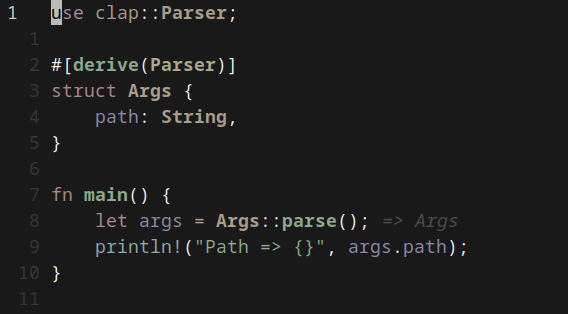 1 use clap::Parser;
1
2 #[derive(Parser)]
3 struct Args {
4     path: String,
5 }
6
7 fn main() {
8     let args = Args::parse(); => Args
9     println!("Path => {}", args.path);
10 }
11